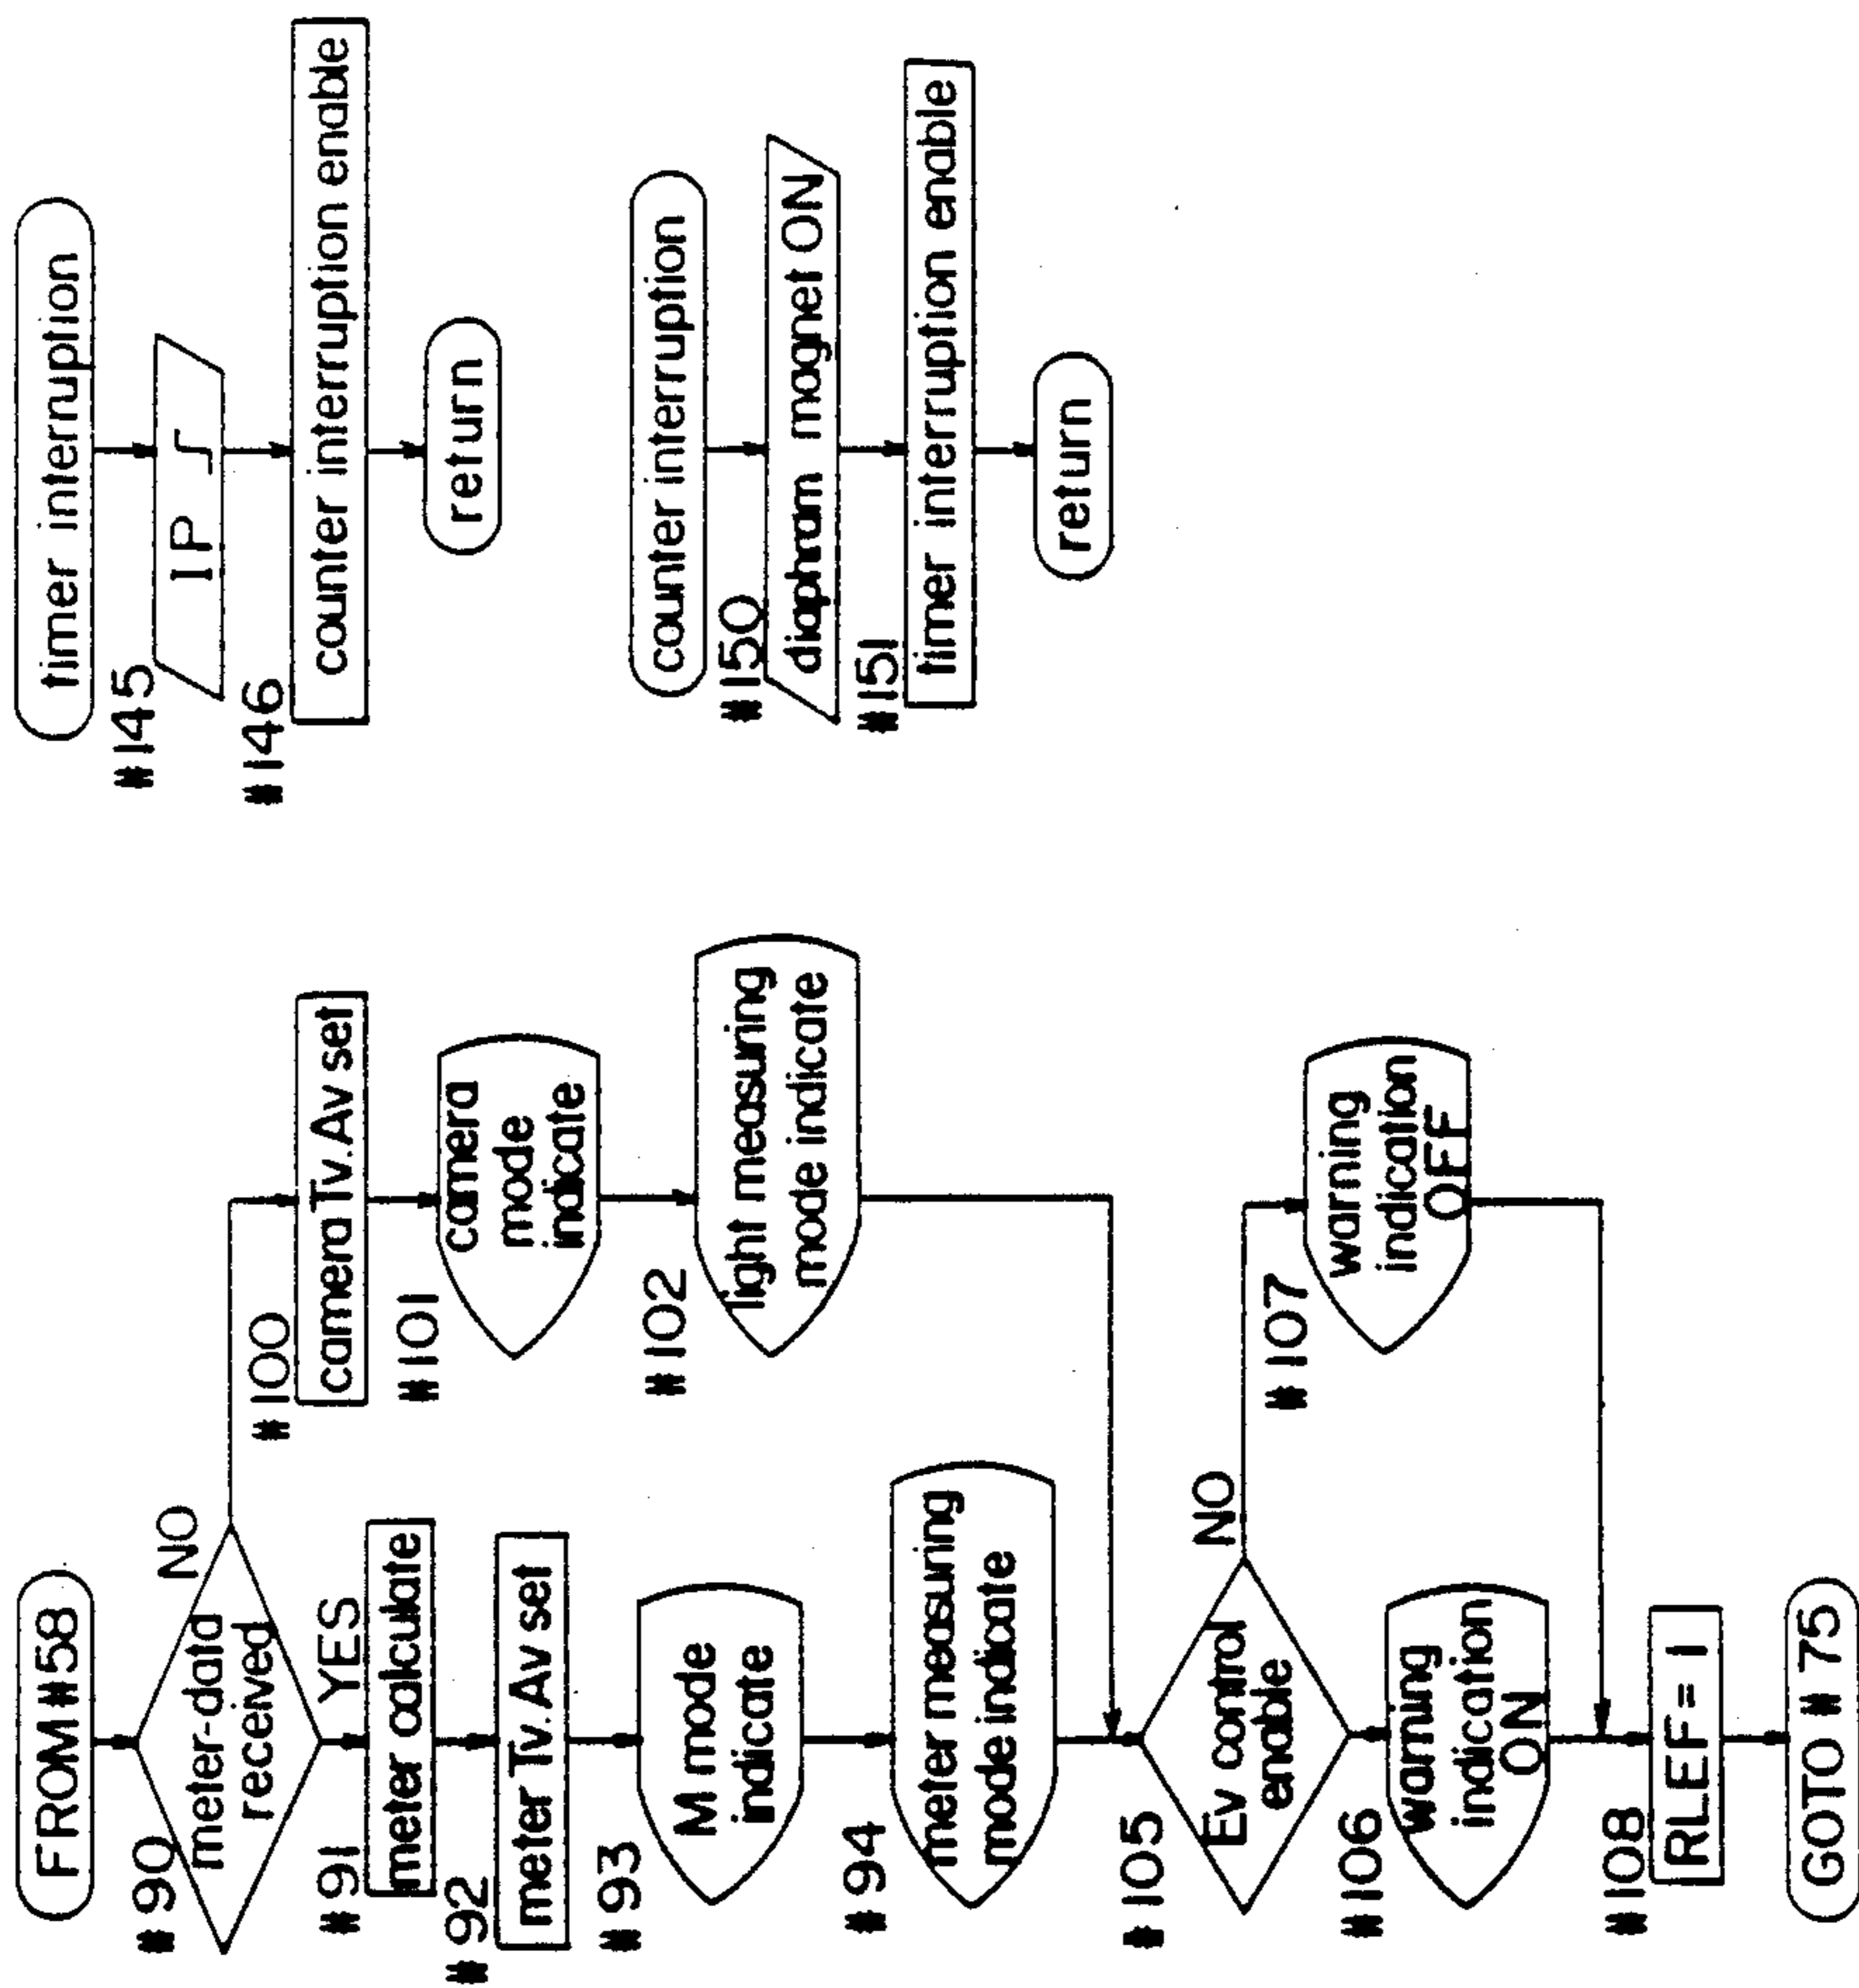 FROM #58
#90
meter-data
received
NO
YES
#91
meter calculate
#92
meter Tv.Av set
#93
M mode
indicate
#94
meter measuring
mode indicate
#100
camera Tv.Av set
#101
camera
mode
indicate
#102
light measuring
mode indicate
#105
Ev control
enable
NO
#106
warning
indication
ON
#107
warning
indication
OFF
#108
RLEF = 1
GOTO #75
timer interruption
#145
IP
#146
counter interruption enable
return
counter interruption
#150
diaphram mognet ON
#151
timer interruption enable
return